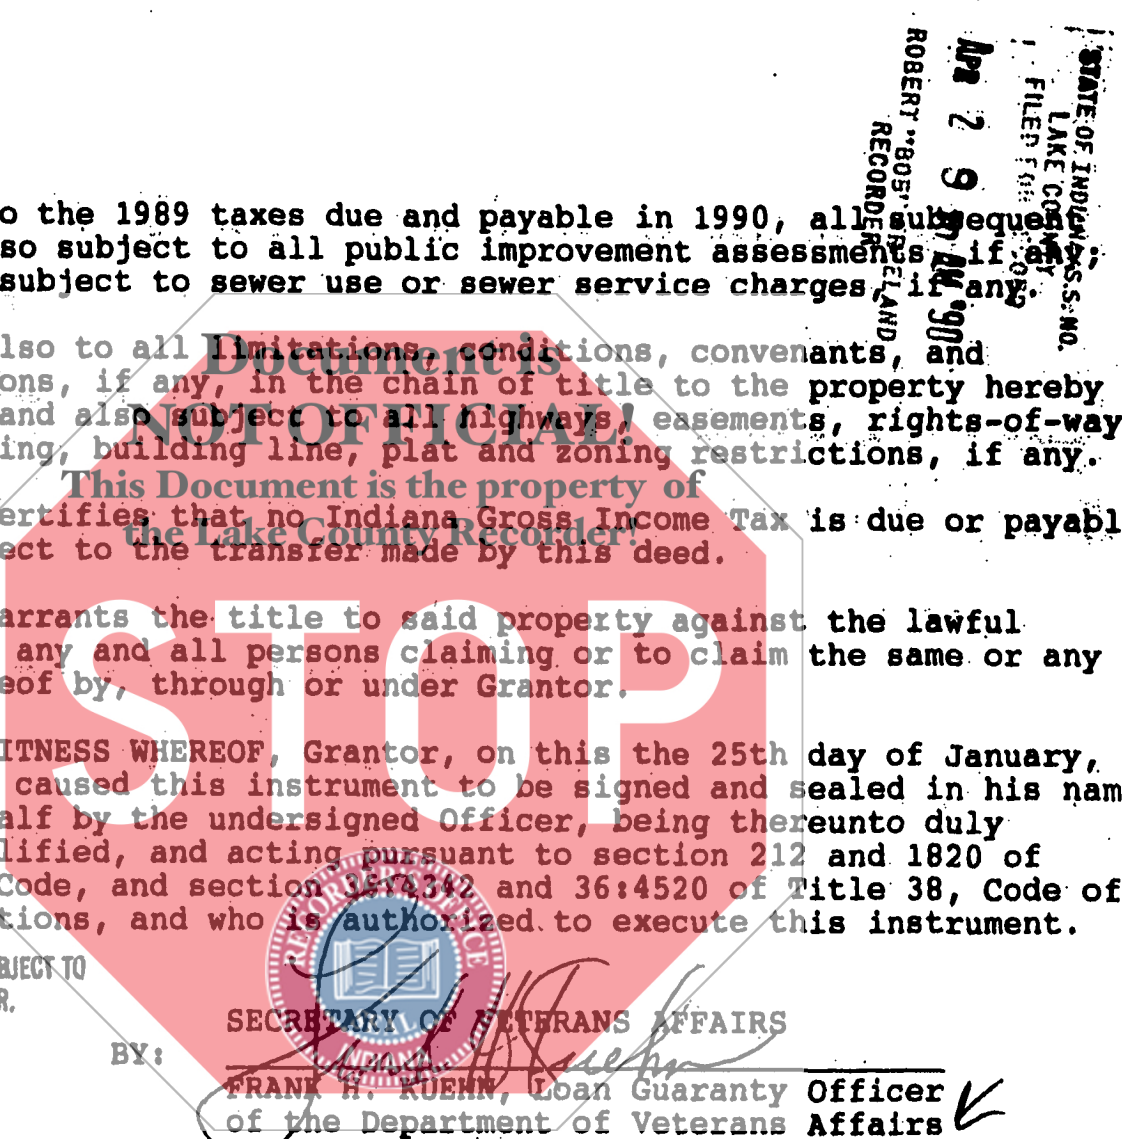 STATE OF INDIANA S.S. NO.
LAKE COUNTY
FILED FOR
APR 29 AM '90
ROBERT "BOB"
RECORDER
o the 1989 taxes due and payable in 1990, all subsequent
so subject to all public improvement assessments, if any;
subject to sewer use or sewer service charges, if any.
lso to all limitations, conditions, convenants, and
ons, if any, in the chain of title to the property hereby
and also subject to all highways, easements, rights-of-way
ing, building line, plat and zoning restrictions, if any.
Document is
NOT OFFICIAL!
This Document is the property of
the Lake County Recorder!
ertifies that no Indiana Gross Income Tax is due or payabl
ect to the transfer made by this deed.
arrants the title to said property against the lawful
any and all persons claiming or to claim the same or any
eof by, through or under Grantor.
STOP
ITNESS WHEREOF, Grantor, on this the 25th day of January,
caused this instrument to be signed and sealed in his nam
alf by the undersigned Officer, being thereunto duly
lified, and acting pursuant to section 212 and 1820 of
Code, and section 36:4342 and 36:4520 of Title 38, Code of
tions, and who is authorized to execute this instrument.
BJECT TO
R.
SEAL
INDIANA
SECRETARY OF VETERANS AFFAIRS
BY:
FRANK H. KUEHN, Loan Guaranty Officer
of the Department of Veterans Affairs